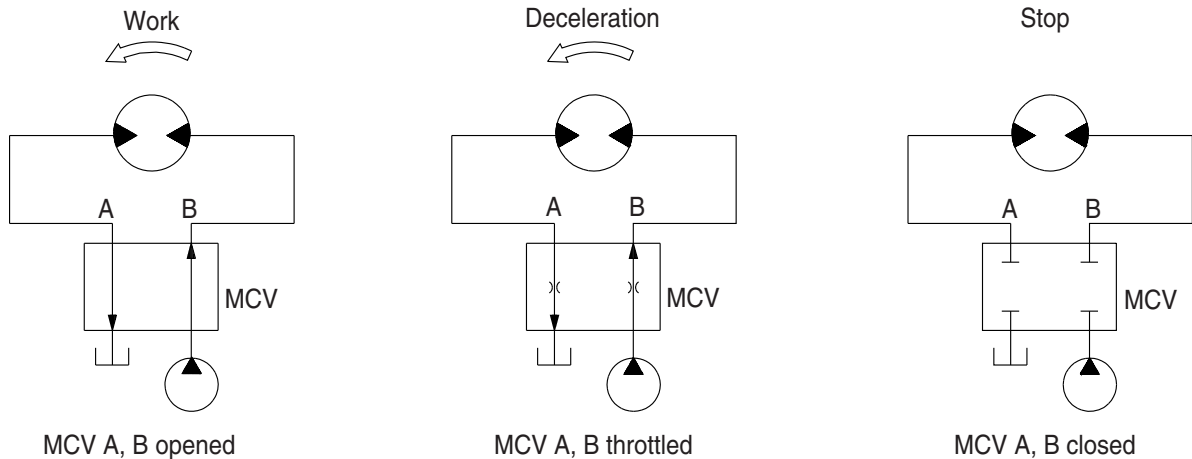 Work
A
B
MCV
MCV A, B opened
Deceleration
A
B
MCV
MCV A, B throttled
Stop
A
B
MCV
MCV A, B closed